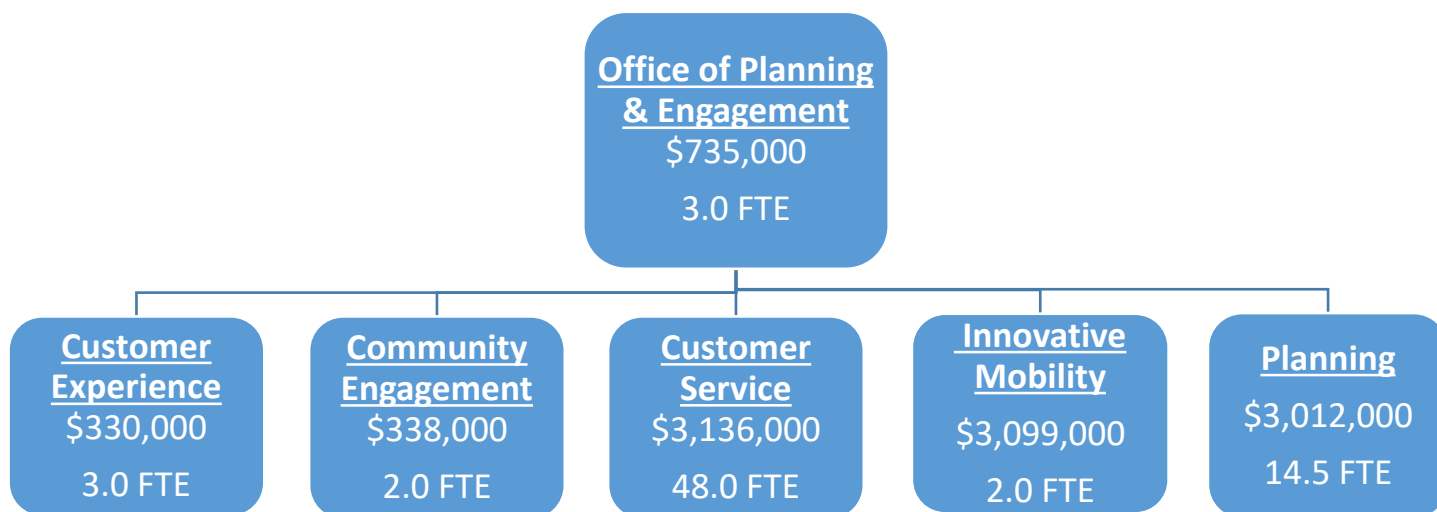 Office of Planning
& Engagement
$735,000
3.0 FTE
Customer
Experience
$330,000
3.0 FTE
Community
Engagement
$338,000
2.0 FTE
Customer
Service
$3,136,000
48.0 FTE
Innovative
Mobility
$3,099,000
2.0 FTE
Planning
$3,012,000
14.5 FTE